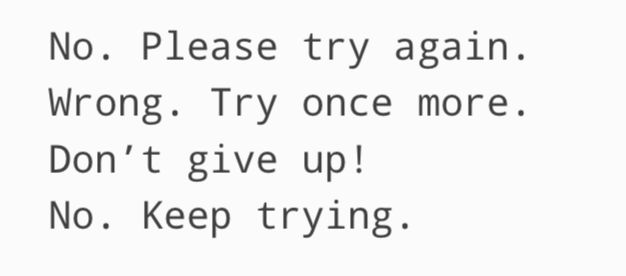 No. Please try again.
Wrong. Try once more.
Don’t give up!
No. Keep trying.